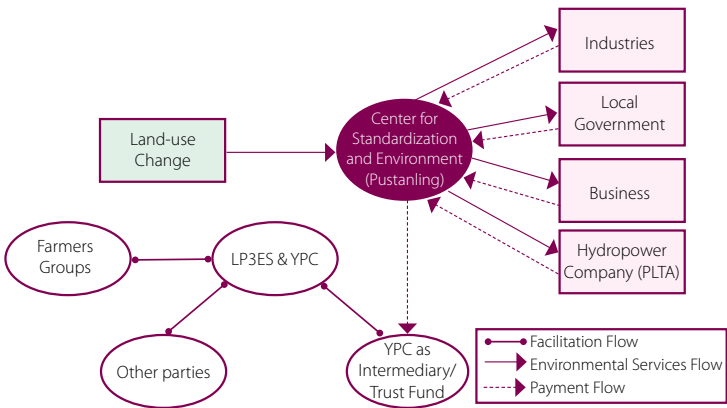 Industries
Local
Government
Business
Hydropower
Company (PLTA)
Center for
Standardization
and Environment
(Pustanling)
Land-use
Change
Farmers
Groups
LP3ES & YPC
Other parties
YPC as
Intermediary/
Trust Fund
Facilitation Flow
Environmental Services Flow
Payment Flow